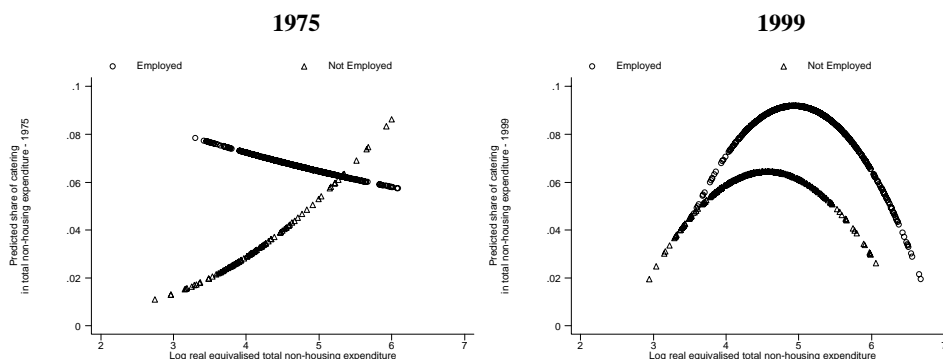 1975
Employed
Not Employed
Predicted share of catering
in total non-housing expenditure - 1975
.1
.08
.06
.04
.02
0
2
3
4
5
6
7
Log real equivalised total non-housing expenditure
1999
Employed
Not Employed
Predicted share of catering
in total non-housing expenditure - 1999
.1
.08
.06
.04
.02
0
2
3
4
5
6
7
Log real equivalised total non-housing expenditure